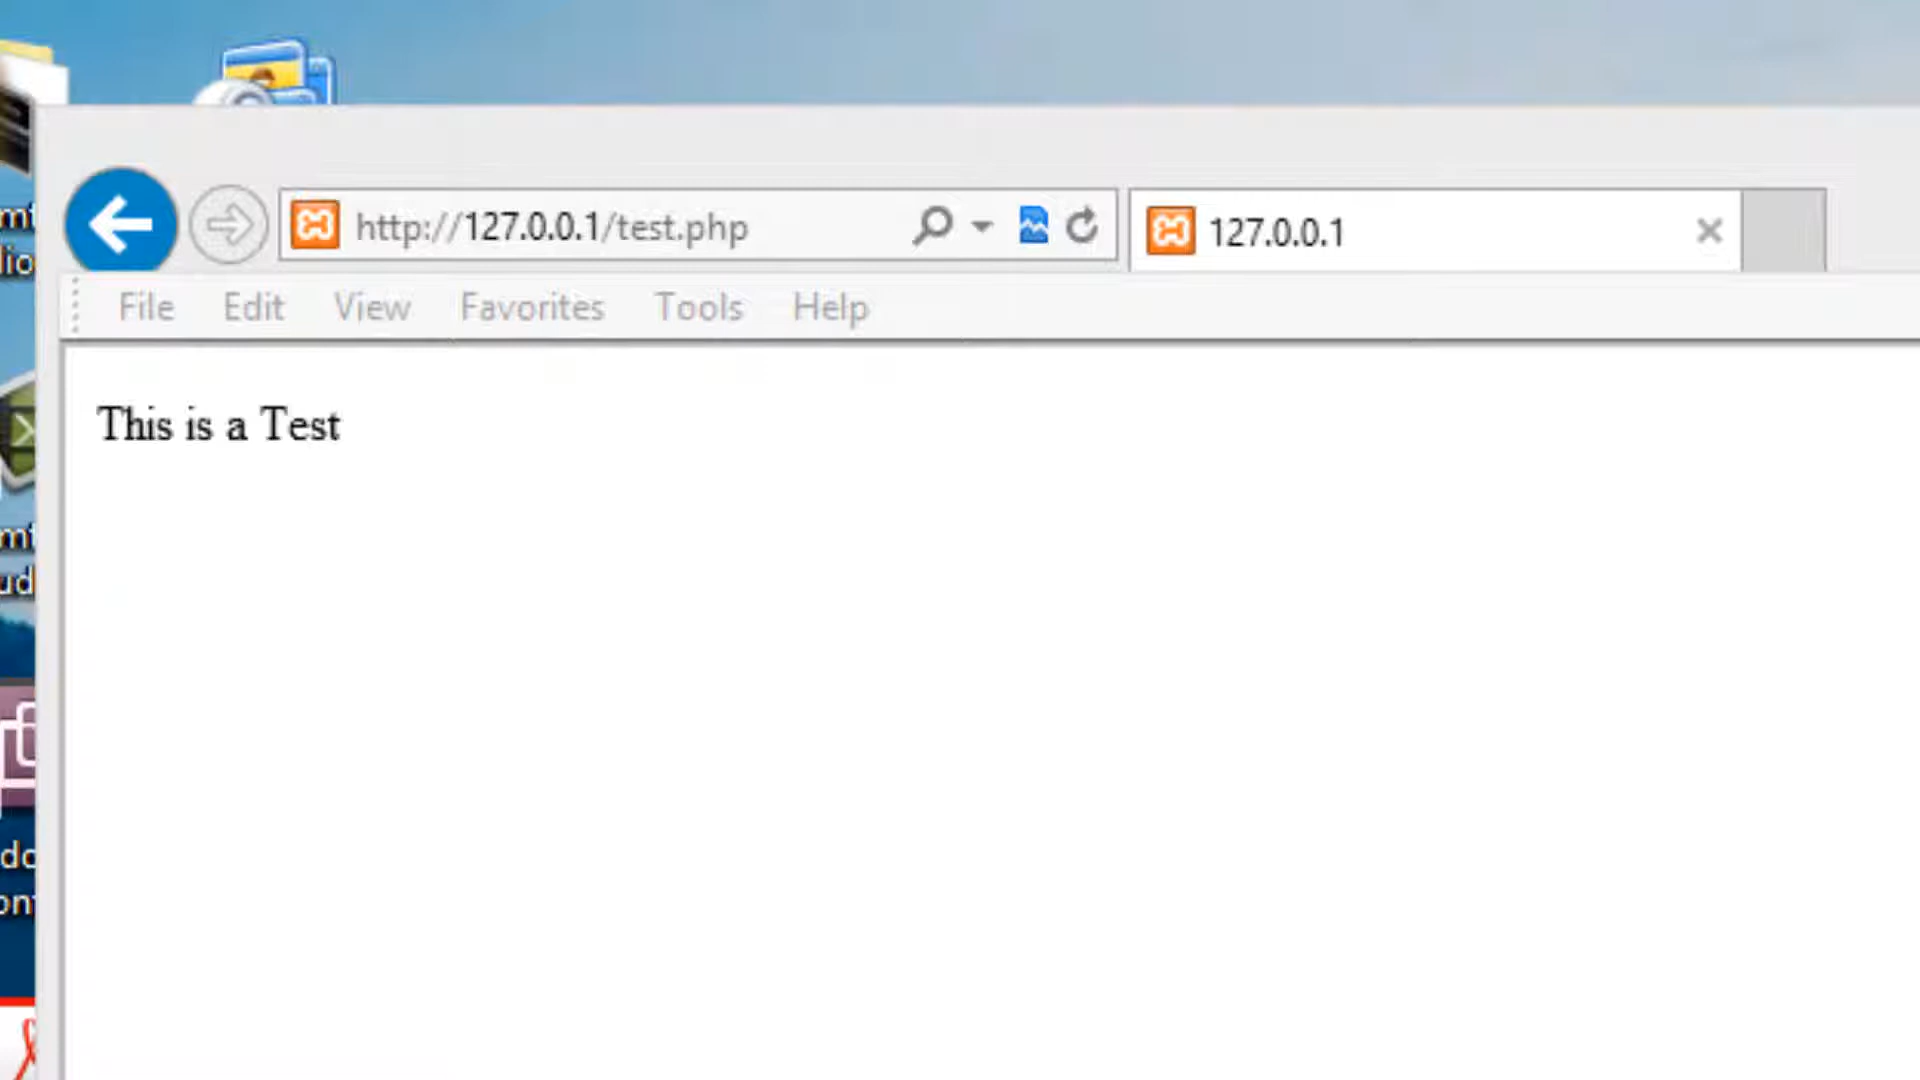 http://127.0.0.1/test.php
127.0.0.1
File Edit View Favorites Tools Help
This is a Test